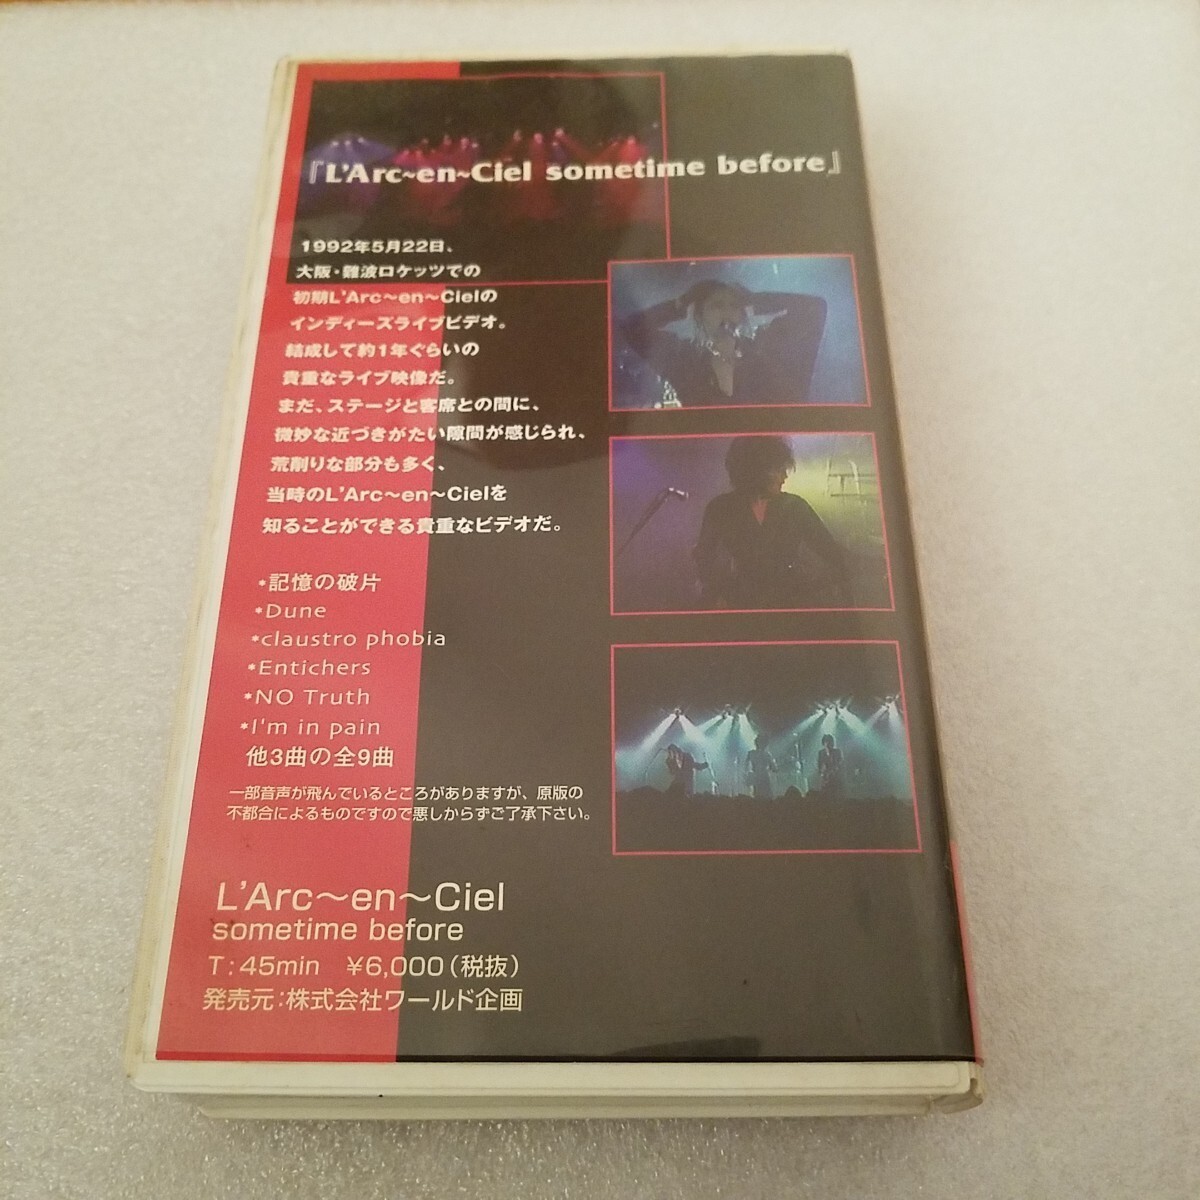 『L'Arc~en~Ciel sometime before』
1992年5月22日、
大阪・難波ロケッツでの
初期L'Arc～en～Cielの
インディーズライブビデオ。
結成して約1年ぐらいの
貴重なライブ映像だ。
まだ、ステージと客席との間に、
微妙な近づきがたい隙間が感じられ、
荒削りな部分も多く、
当時のL'Arc～en～Cielを
知ることができる貴重なビデオだ。
*記憶の破片
*Dune
*claustro phobia
*Entichers
*NO Truth
*I'm in pain
他3曲の全9曲
一部音声が飛んでいるところがありますが、原版の
不都合によるものですので悪しからずご了承下さい。
L'Arc～en～Ciel
sometime before
T:45min ¥6,000(税抜)
発売元:株式会社ワールド企画